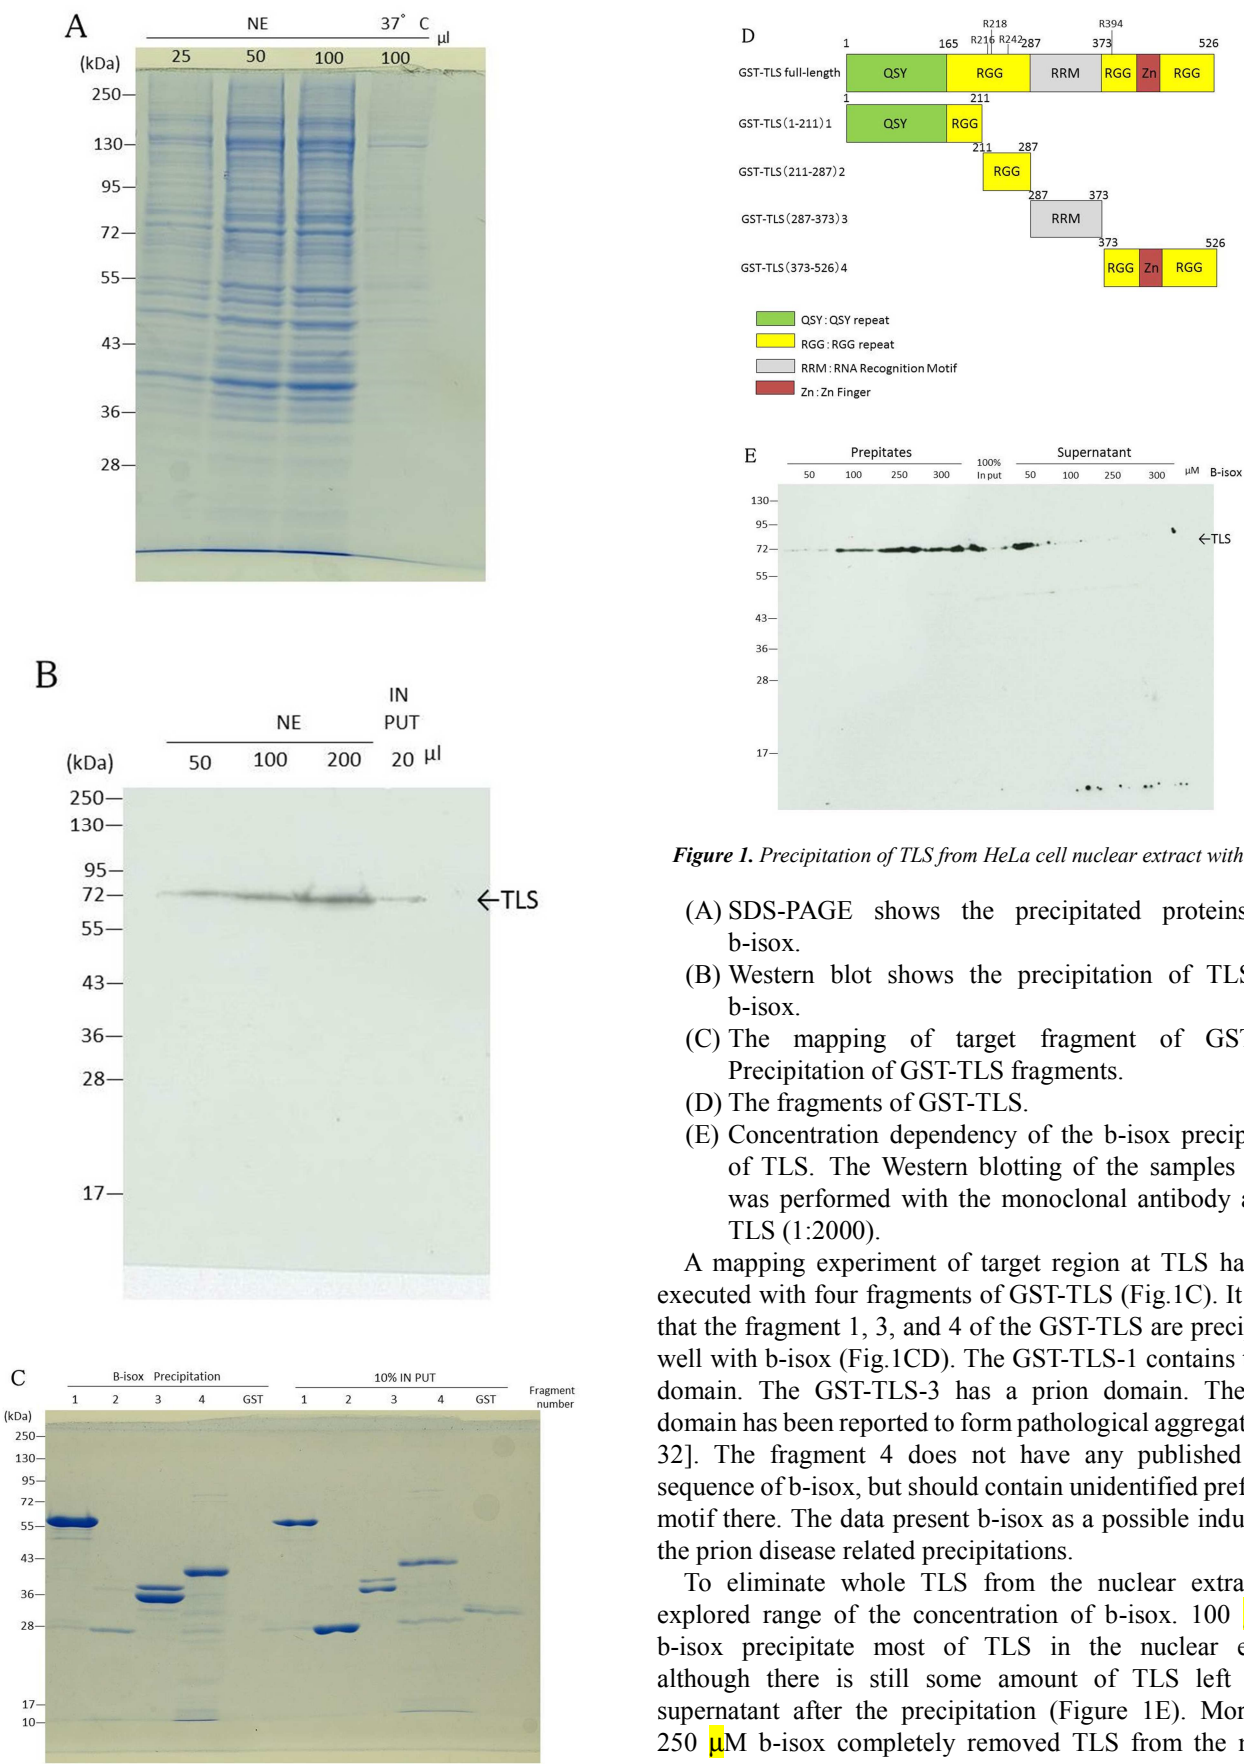 A
NE 37° C
µl
(kDa) 25 50 100 100
250
130
95
72
55
43
36
28
B
IN
PUT
NE
(kDa) 50 100 200 20 µl
250
130
95
72 ←TLS
55
43
36
28
17
C
B-isox Precipitation 10% IN PUT
1 2 3 4 GST 1 2 3 4 GST Fragment
number
(kDa)
250
130
95
72
55
43
36
28
17
10
D
R218 R394
R216 R242
1 165 287 373 526
GST-TLS full-length QSY RGG RRM RGG Zn RGG
1 211
GST-TLS(1-211)1 QSY RGG
211 287
GST-TLS(211-287)2 RGG
287 373
GST-TLS(287-373)3 RRM
373 526
GST-TLS(373-526)4 RGG Zn RGG
QSY:QSY repeat
RGG:RGG repeat
RRM:RNA Recognition Motif
Zn:Zn Finger
E
Prepitates 100% Supernatant
50 100 250 300 In put 50 100 250 300 µM B-isox
130
95
←TLS
72
55
43
36
28
17
Figure 1. Precipitation of TLS from HeLa cell nuclear extract with
(A) SDS-PAGE shows the precipitated proteins
b-isox.
(B) Western blot shows the precipitation of TLS
b-isox.
(C) The mapping of target fragment of GST
Precipitation of GST-TLS fragments.
(D) The fragments of GST-TLS.
(E) Concentration dependency of the b-isox precip
of TLS. The Western blotting of the samples
was performed with the monoclonal antibody a
TLS (1:2000).
A mapping experiment of target region at TLS ha
executed with four fragments of GST-TLS (Fig.1C). It
that the fragment 1, 3, and 4 of the GST-TLS are preci
well with b-isox (Fig.1CD). The GST-TLS-1 contains
domain. The GST-TLS-3 has a prion domain. The
domain has been reported to form pathological aggregat
32]. The fragment 4 does not have any published
sequence of b-isox, but should contain unidentified pref
motif there. The data present b-isox as a possible indu
the prion disease related precipitations.
To eliminate whole TLS from the nuclear extra
explored range of the concentration of b-isox. 100
b-isox precipitate most of TLS in the nuclear e
although there is still some amount of TLS left
supernatant after the precipitation (Figure 1E). Mor
250 µM b-isox completely removed TLS from the